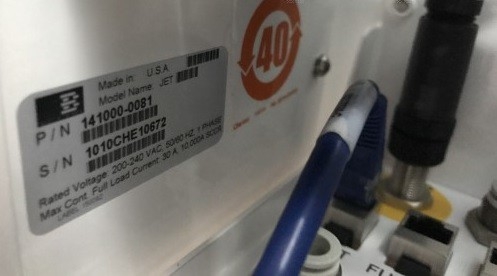 Made in: U.S.A.
Model Name: JET
P/N 141000-0081
S/N 1010CHE10672
Rated Voltage: 200-240 VAC, 50/60 HZ, 1 PHASE
Max Cont. Full Load Current: 30 A, 10,000A SCCR
40